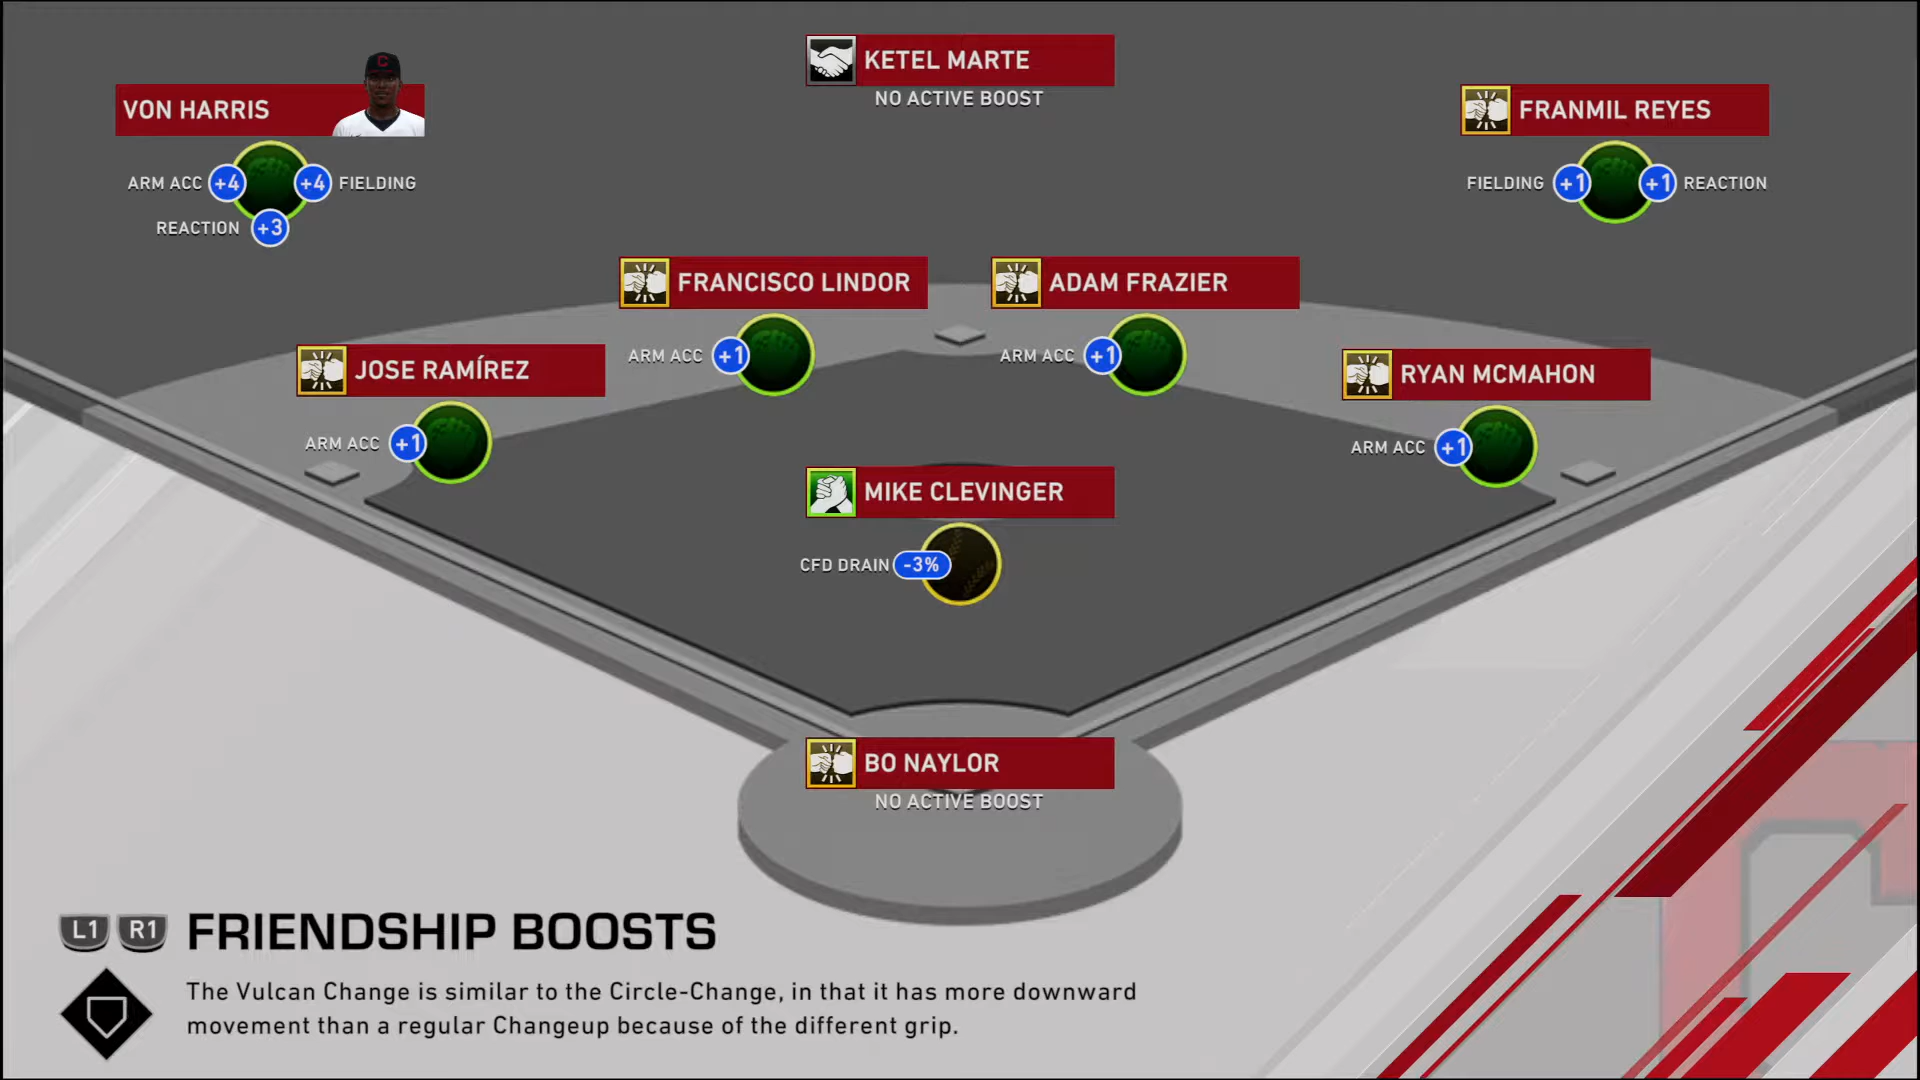 KETEL MARTE
NO ACTIVE BOOST
C
VON HARRIS
ARM ACC +4 +4 FIELDING
REACTION +3
FRANMIL REYES
FIELDING +1 +1 REACTION
FRANCISCO LINDOR
ARM ACC +1
ADAM FRAZIER
ARM ACC +1
JOSE RAMÍREZ
ARM ACC +1
RYAN MCMAHON
ARM ACC +1
MIKE CLEVINGER
CFD DRAIN -3%
BO NAYLOR
NO ACTIVE BOOST
L1 R1 FRIENDSHIP BOOSTS
The Vulcan Change is similar to the Circle-Change, in that it has more downward
movement than a regular Changeup because of the different grip.